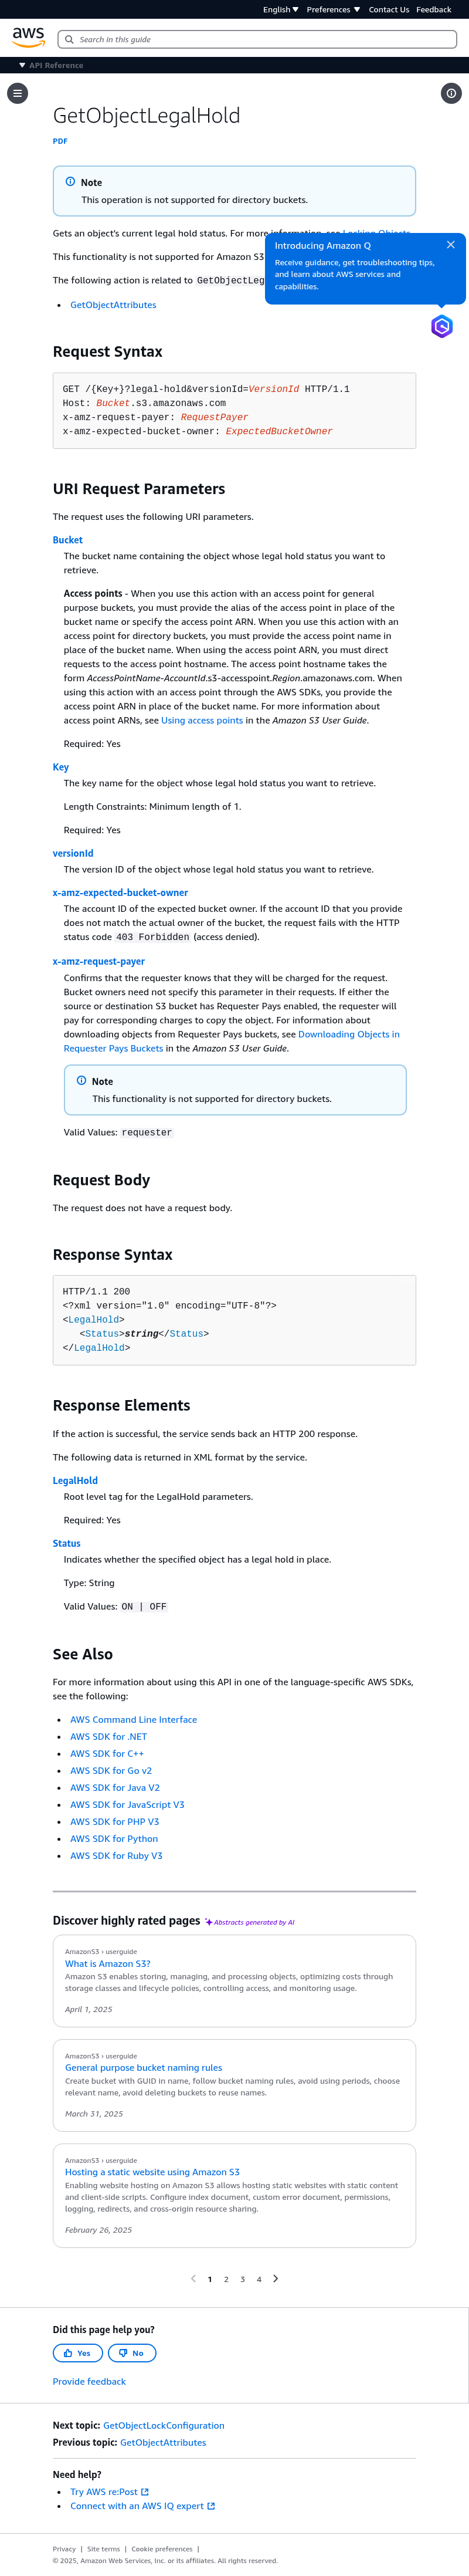 English Preferences Contact Us Feedback
aws
Search in this guide
API Reference
GetObjectLegalHold
PDF
Note
This operation is not supported for directory buckets.
Gets an object's current legal hold status. For more information, see Locking Objects
This functionality is not supported for Amazon S3
The following action is related to GetObjectLeg
Introducing Amazon Q
Receive guidance, get troubleshooting tips,
and learn about AWS services and
capabilities.
• GetObjectAttributes
Request Syntax
GET /{Key+}?legal-hold&versionId=VersionId HTTP/1.1
Host: Bucket.s3.amazonaws.com
x-amz-request-payer: RequestPayer
x-amz-expected-bucket-owner: ExpectedBucketOwner
URI Request Parameters
The request uses the following URI parameters.
Bucket
The bucket name containing the object whose legal hold status you want to
retrieve.
Access points - When you use this action with an access point for general
purpose buckets, you must provide the alias of the access point in place of the
bucket name or specify the access point ARN. When you use this action with an
access point for directory buckets, you must provide the access point name in
place of the bucket name. When using the access point ARN, you must direct
requests to the access point hostname. The access point hostname takes the
form AccessPointName-AccountId.s3-accesspoint.Region.amazonaws.com. When
using this action with an access point through the AWS SDKs, you provide the
access point ARN in place of the bucket name. For more information about
access point ARNs, see Using access points in the Amazon S3 User Guide.
Required: Yes
Key
The key name for the object whose legal hold status you want to retrieve.
Length Constraints: Minimum length of 1.
Required: Yes
versionId
The version ID of the object whose legal hold status you want to retrieve.
x-amz-expected-bucket-owner
The account ID of the expected bucket owner. If the account ID that you provide
does not match the actual owner of the bucket, the request fails with the HTTP
status code 403 Forbidden (access denied).
x-amz-request-payer
Confirms that the requester knows that they will be charged for the request.
Bucket owners need not specify this parameter in their requests. If either the
source or destination S3 bucket has Requester Pays enabled, the requester will
pay for corresponding charges to copy the object. For information about
downloading objects from Requester Pays buckets, see Downloading Objects in
Requester Pays Buckets in the Amazon S3 User Guide.
Note
This functionality is not supported for directory buckets.
Valid Values: requester
Request Body
The request does not have a request body.
Response Syntax
HTTP/1.1 200
<?xml version="1.0" encoding="UTF-8"?>
<LegalHold>
<Status>string</Status>
</LegalHold>
Response Elements
If the action is successful, the service sends back an HTTP 200 response.
The following data is returned in XML format by the service.
LegalHold
Root level tag for the LegalHold parameters.
Required: Yes
Status
Indicates whether the specified object has a legal hold in place.
Type: String
Valid Values: ON | OFF
See Also
For more information about using this API in one of the language-specific AWS SDKs,
see the following:
• AWS Command Line Interface
• AWS SDK for .NET
• AWS SDK for C++
• AWS SDK for Go v2
• AWS SDK for Java V2
• AWS SDK for JavaScript V3
• AWS SDK for PHP V3
• AWS SDK for Python
• AWS SDK for Ruby V3
Discover highly rated pages Abstracts generated by AI
AmazonS3 › userguide
What is Amazon S3?
Amazon S3 enables storing, managing, and processing objects, optimizing costs through
storage classes and lifecycle policies, controlling access, and monitoring usage.
April 1, 2025
AmazonS3 › userguide
General purpose bucket naming rules
Create bucket with GUID in name, follow bucket naming rules, avoid using periods, choose
relevant name, avoid deleting buckets to reuse names.
March 31, 2025
AmazonS3 › userguide
Hosting a static website using Amazon S3
Enabling website hosting on Amazon S3 allows hosting static websites with static content
and client-side scripts. Configure index document, custom error document, permissions,
logging, redirects, and cross-origin resource sharing.
February 26, 2025
1 2 3 4
Did this page help you?
Yes No
Provide feedback
Next topic: GetObjectLockConfiguration
Previous topic: GetObjectAttributes
Need help?
• Try AWS re:Post
• Connect with an AWS IQ expert
Privacy | Site terms | Cookie preferences |
© 2025, Amazon Web Services, Inc. or its affiliates. All rights reserved.